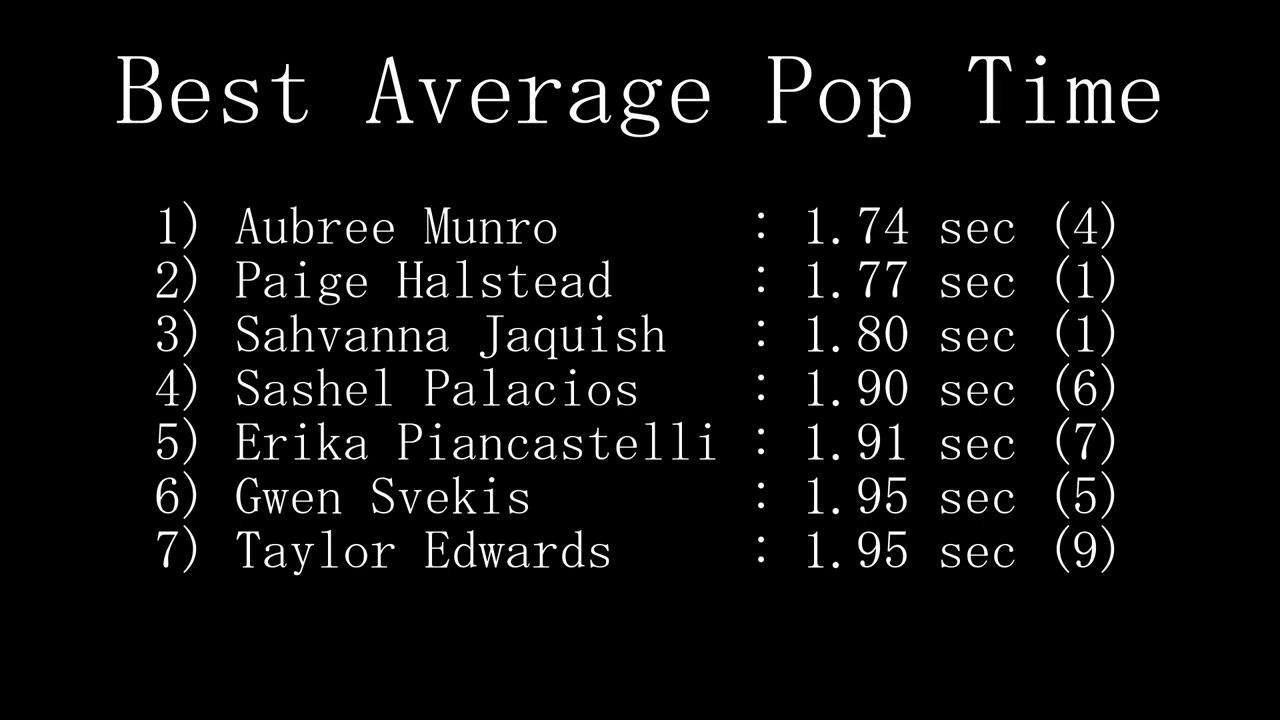 Best Average Pop Time
1) Aubree Munro : 1.74 sec (4)
2) Paige Halstead : 1.77 sec (1)
3) Sahvanna Jaquish : 1.80 sec (1)
4) Sashel Palacios : 1.90 sec (6)
5) Erika Piancastelli : 1.91 sec (7)
6) Gwen Svekis : 1.95 sec (5)
7) Taylor Edwards : 1.95 sec (9)